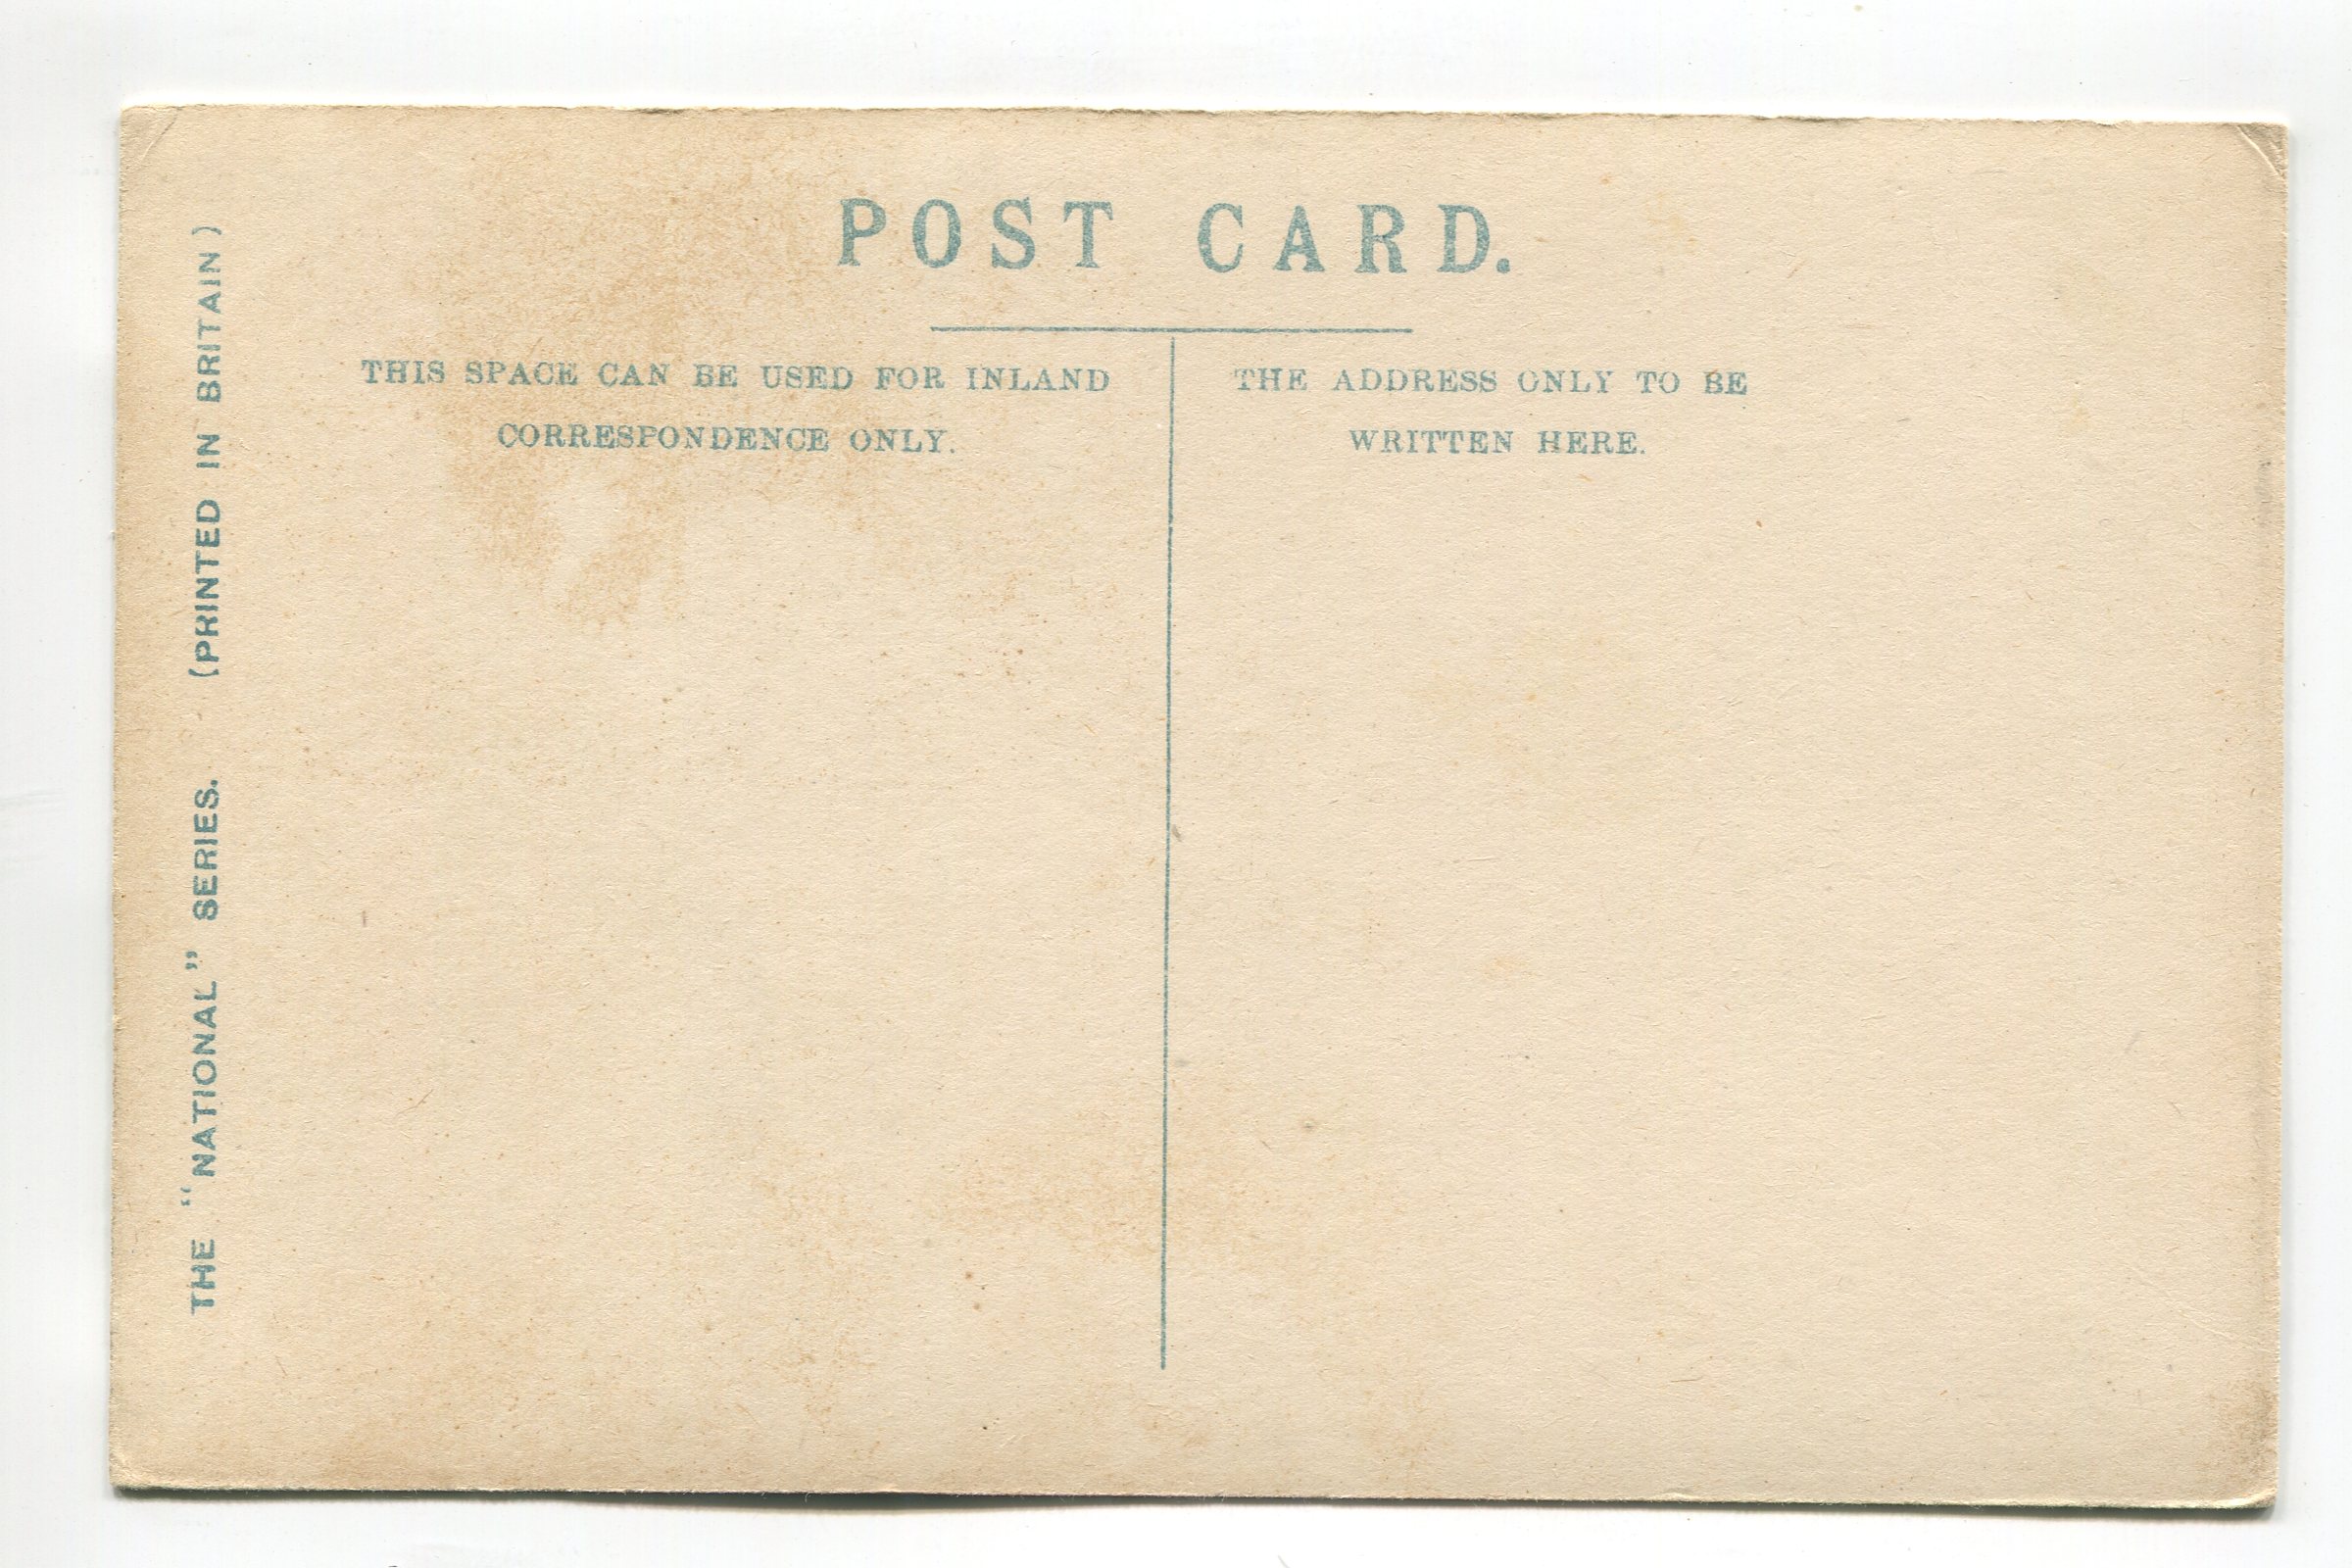 POST CARD.
THIS SPACE CAN BE USED FOR INLAND
CORRESPONDENCE ONLY.
THE ADDRESS ONLY TO BE
WRITTEN HERE.
THE "NATIONAL" SERIES. (PRINTED IN BRITAIN)